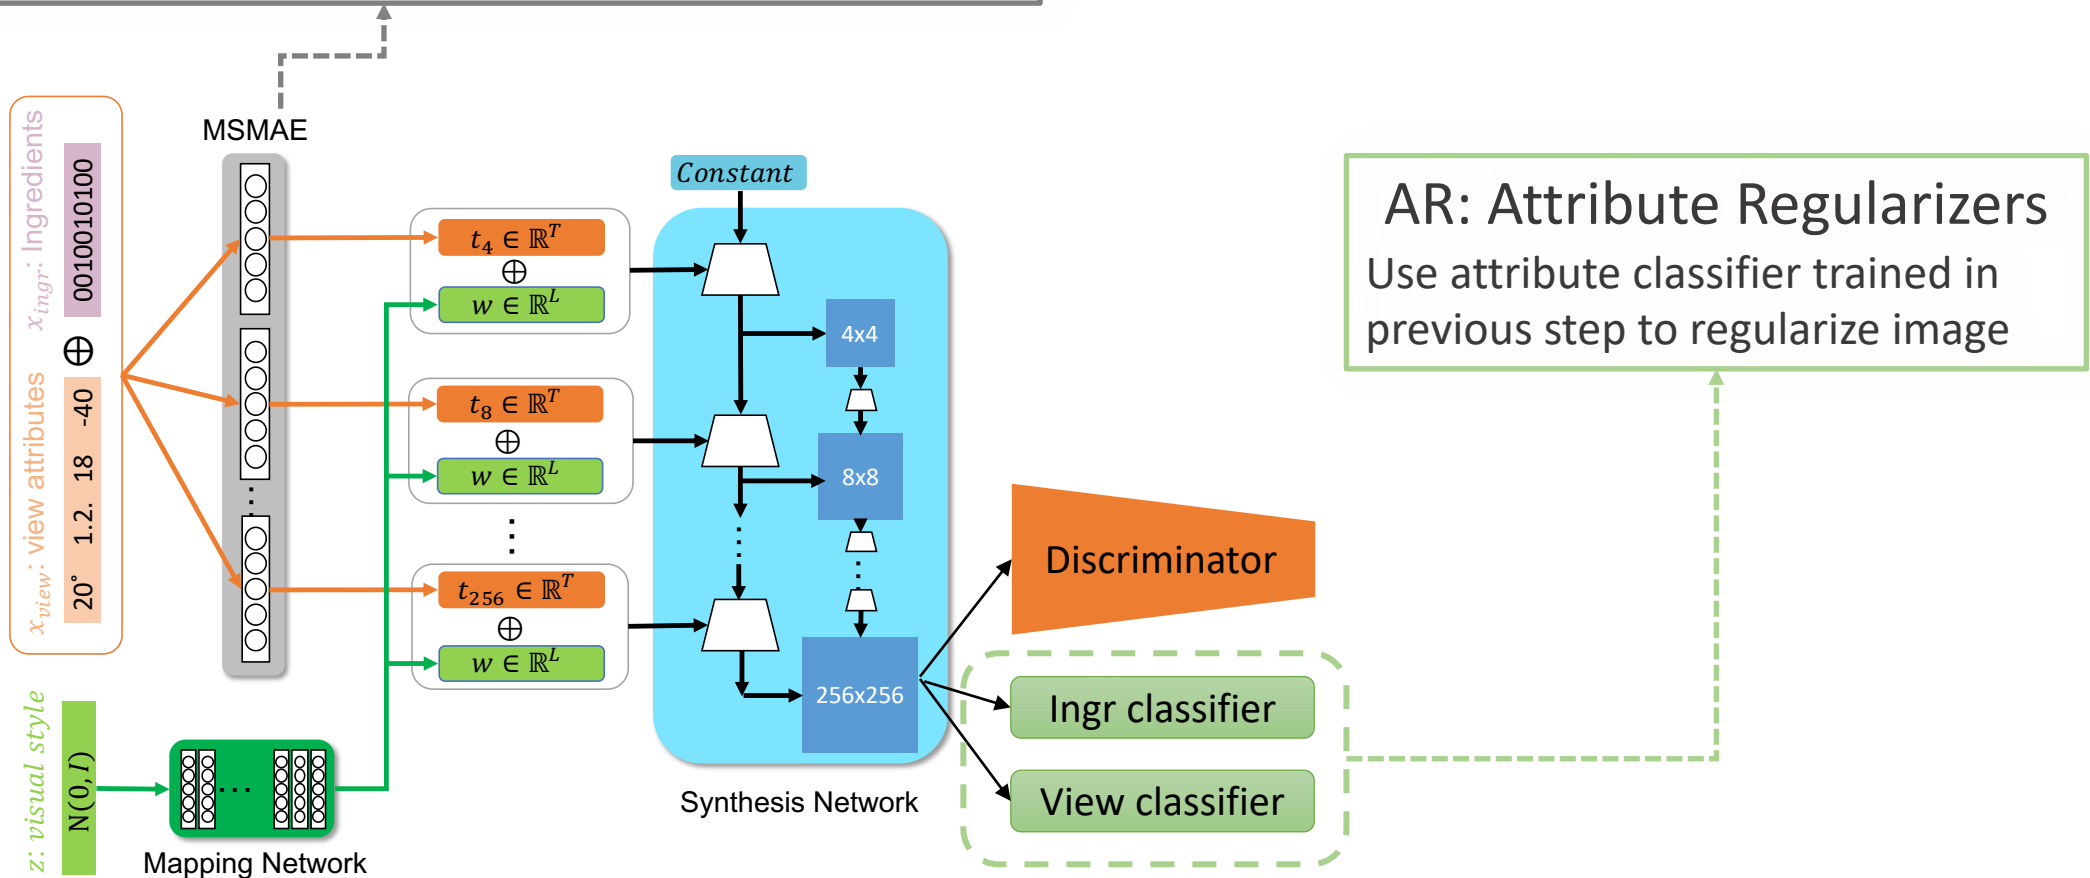 MSMAE
x_ingr: Ingredients
0010010100
⊕
x_view: view attributes
20° 1.2. 18 -40
z: visual style
N(0,I)
...
Mapping Network
t_4 ∈ ℝ^T
⊕
w ∈ ℝ^L
t_8 ∈ ℝ^T
⊕
w ∈ ℝ^L
t_256 ∈ ℝ^T
⊕
w ∈ ℝ^L
Constant
4x4
8x8
256x256
Synthesis Network
Discriminator
Ingr classifier
View classifier
AR: Attribute Regularizers
Use attribute classifier trained in
previous step to regularize image